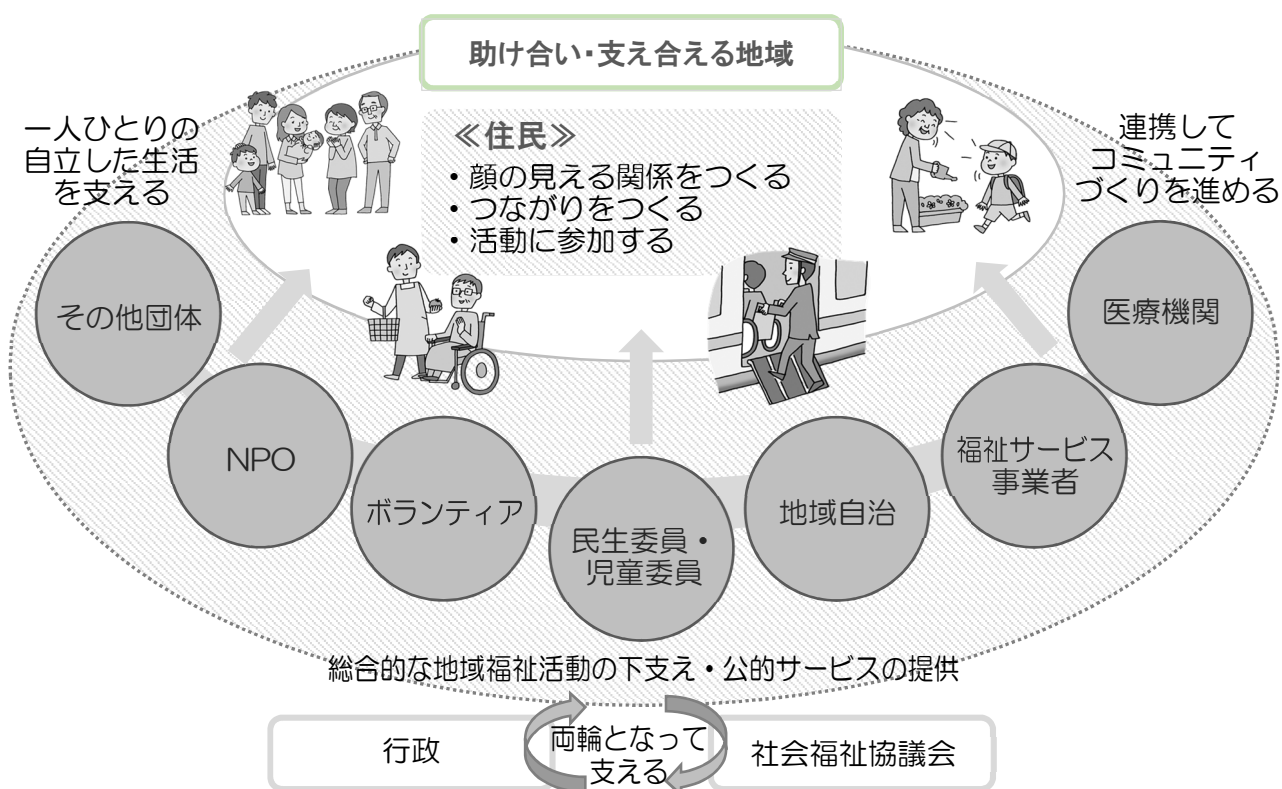 助け合い・支え合える地域
一人ひとりの
自立した生活
を支える
≪住民≫
・顔の見える関係をつくる
・つながりをつくる
・活動に参加する
連携して
コミュニティ
づくりを進める
その他団体
NPO
ボランティア
民生委員・
児童委員
地域自治
福祉サービス
事業者
医療機関
総合的な地域福祉活動の下支え・公的サービスの提供
行政
両輪となって
支える
社会福祉協議会